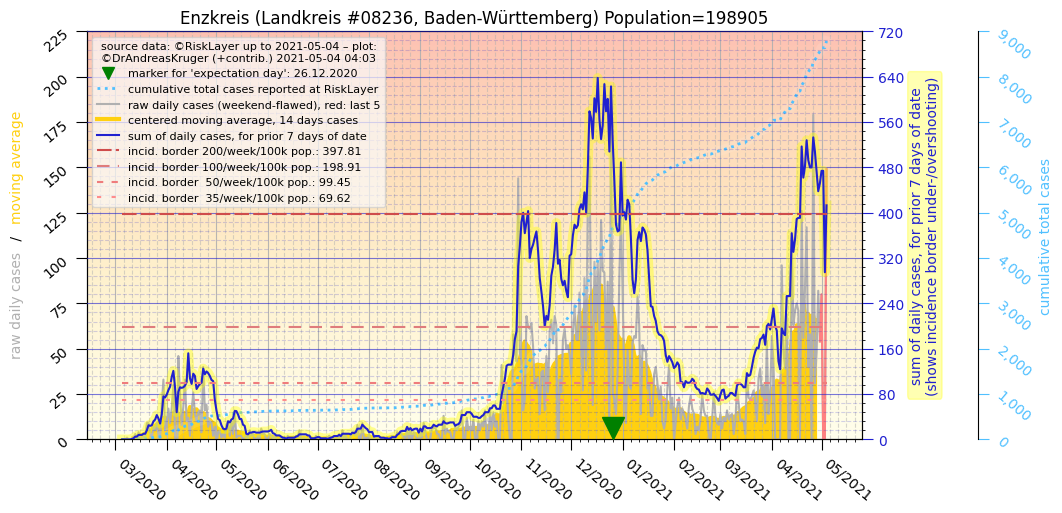 Enzkreis (Landkreis #08236, Baden-Württemberg) Population=198905
source data: ©RiskLayer up to 2021-05-04 – plot:
©DrAndreasKruger (+contrib.) 2021-05-04 04:03
marker for 'expectation day': 26.12.2020
cumulative total cases reported at RiskLayer
raw daily cases (weekend-flawed), red: last 5
centered moving average, 14 days cases
sum of daily cases, for prior 7 days of date
incid. border 200/week/100k pop.: 397.81
incid. border 100/week/100k pop.: 198.91
incid. border 50/week/100k pop.: 99.45
incid. border 35/week/100k pop.: 69.62
raw daily cases / moving average
225
200
175
150
125
100
75
50
25
0
03/2020
04/2020
05/2020
06/2020
07/2020
08/2020
09/2020
10/2020
11/2020
12/2020
01/2021
02/2021
03/2021
04/2021
05/2021
720
640
560
480
400
320
240
160
80
0
sum of daily cases, for prior 7 days of date
(shows incidence border under-/overshooting)
9,000
8,000
7,000
6,000
5,000
4,000
3,000
2,000
1,000
0
cumulative total cases